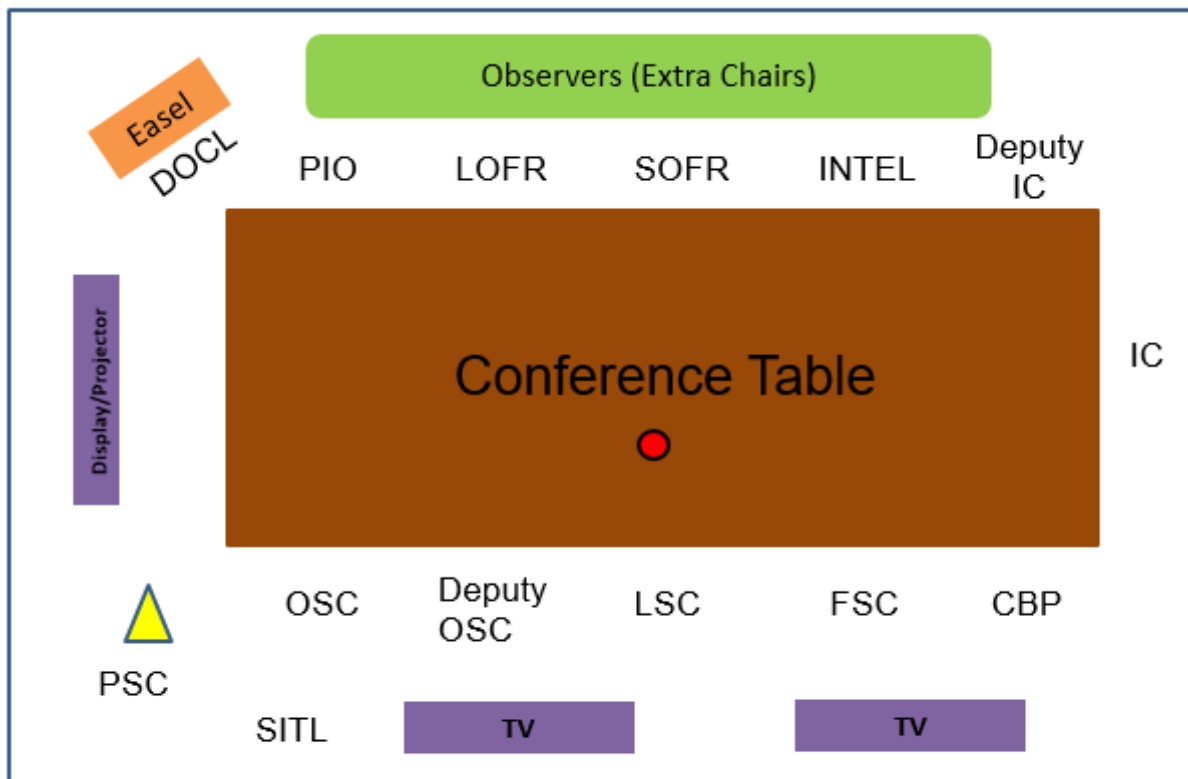 Observers (Extra Chairs)
Easel
DOCL
PIO
LOFR
SOFR
INTEL
Deputy
IC
Display/Projector
Conference Table
IC
OSC
Deputy
OSC
LSC
FSC
CBP
PSC
SITL
TV
TV